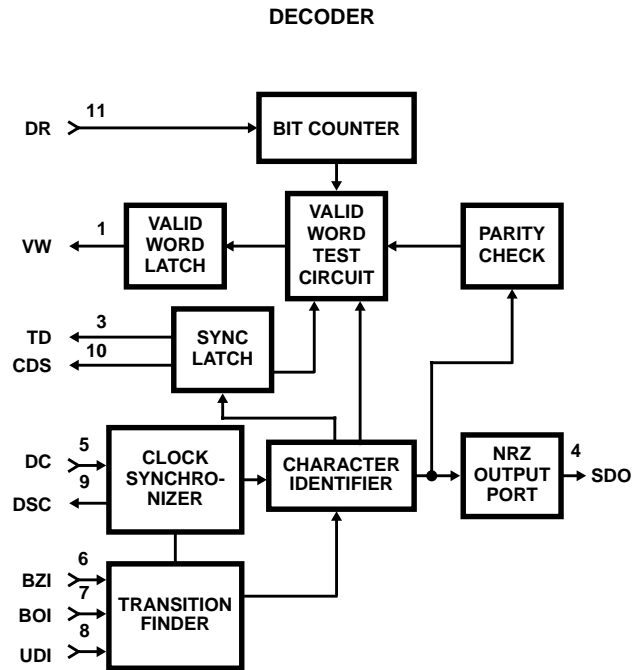 DECODER
11
DR
BIT COUNTER
1
VW
VALID
WORD
LATCH
VALID
WORD
TEST
CIRCUIT
PARITY
CHECK
3
TD
10
CDS
SYNC
LATCH
5
DC
9
DSC
CLOCK
SYNCHRO-
NIZER
CHARACTER
IDENTIFIER
NRZ
OUTPUT
PORT
4
SDO
6
BZI
7
BOI
8
UDI
TRANSITION
FINDER